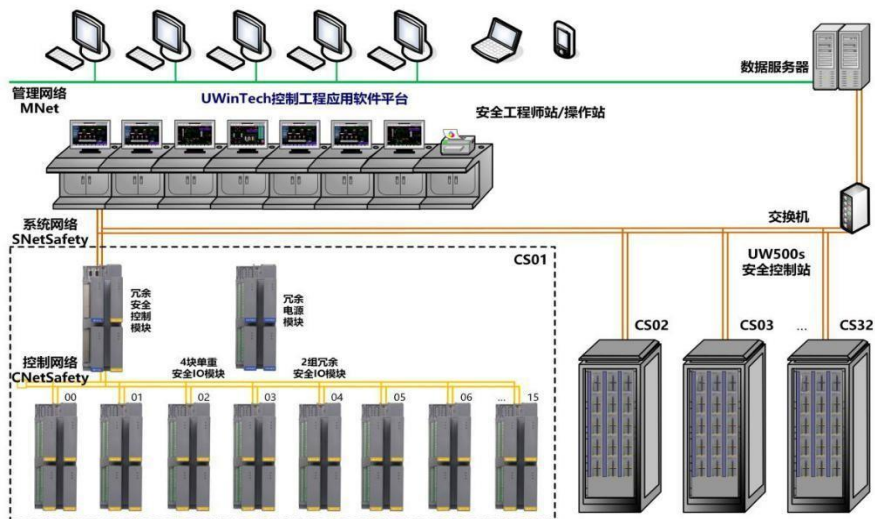 数据服务器
管理网络
MNet
UWinTech控制工程应用软件平台
安全工程师站/操作站
系统网络
SNetSafety
交换机
UW500s
安全控制站
CS01
冗余
安全
控制
模块
冗余
电源
模块
CS02
CS03
...
CS32
控制网络
CNetSafety
4块单重
安全IO模块
2组冗余
安全IO模块
00
01
02
03
04
05
06
...
15